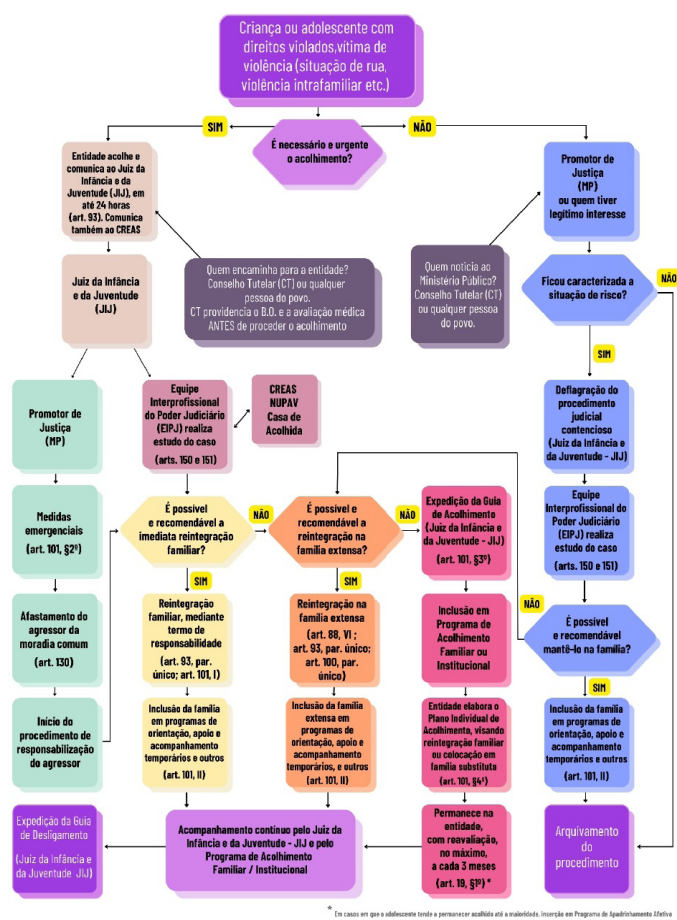 Criança ou adolescente com
direitos violados,vítima de
violência (situação de rua,
violência intrafamiliar etc.)
SIM
NÃO
É necessário e urgente
o acolhimento?
Entidade acolhe e
comunica ao Juiz da
Infância e da
Juventude (JIJ), em
até 24 horas
(art. 93). Comunica
também ao CREAS
Promotor de
Justiça
(MP)
ou quem tiver
legítimo interesse
Juiz da Infância
e da Juventude
(JIJ)
Quem encaminha para a entidade?
Conselho Tutelar (CT) ou qualquer
pessoa do povo.
CT providencia o B.O. e a avaliação médica
ANTES de proceder o acolhimento
Quem noticia ao
Ministério Público?
Conselho Tutelar (CT)
ou qualquer pessoa
do povo.
Ficou caracterizada a
situação de risco?
NÃO
SIM
Promotor de
Justiça
(MP)
Equipe
Interprofissional
do Poder Judiciário
(EIPJ) realiza
estudo do caso
(arts. 150 e 151)
CREAS
NUPAV
Casa de
Acolhida
Deflagração do
procedimento
judicial
contencioso
(Juiz da Infância e
da Juventude - JIJ)
Medidas
emergenciais
(art. 101, §2º)
É possível
e recomendável a
imediata reintegração
familiar?
NÃO
É possível e
recomendável a
reintegração na
família extensa?
NÃO
Expedição da Guia
de Acolhimento
(Juiz da Infância e
da Juventude - JIJ)
(art. 101, §3º)
Equipe
Interprofissional do
Poder Judiciário
(EIPJ) realiza
estudo do caso
(arts. 150 e 151)
SIM
SIM
NÃO
Afastamento do
agressor da
moradia comum
(art. 130)
Reintegração
familiar, mediante
termo de
responsabilidade
(art. 93, par.
único; art. 101, I)
Reintegração na
família extensa
(art. 88, VI ;
art. 93, par. único;
art. 100, par.
único)
Inclusão em
Programa de
Acolhimento
Familiar ou
Institucional
É possível
e recomendável
mantê-lo na família?
SIM
Início do
procedimento de
responsabilização
do agressor
Inclusão da família
em programas de
orientação, apoio e
acompanhamento
temporários e outros
(art. 101, II)
Inclusão da família
extensa em
programas de
orientação, apoio e
acompanhamento
temporários, e outros
(art. 101, II)
Entidade elabora o
Plano Individual de
Acolhimento, visando
reintegração familiar
ou colocação em
família substituta
(art. 101, §4º)
Inclusão da família
em programas de
orientação, apoio e
acompanhamento
temporários e outros
(art. 101, II)
Expedição da Guia
de Desligamento
(Juiz da Infância e
da Juventude JIJ)
Acompanhamento contínuo pelo Juiz da
Infância e da Juventude - JIJ e pelo
Programa de Acolhimento
Familiar / Institucional
Permanece na
entidade,
com reavaliação,
no máximo,
a cada 3 meses
(art. 19, §1º) *
Arquivamento
do
procedimento
* Em casos em que o adolescente tende a permanecer acolhido até a maioridade, inserção em Programa de Apadrinhamento Afetivo